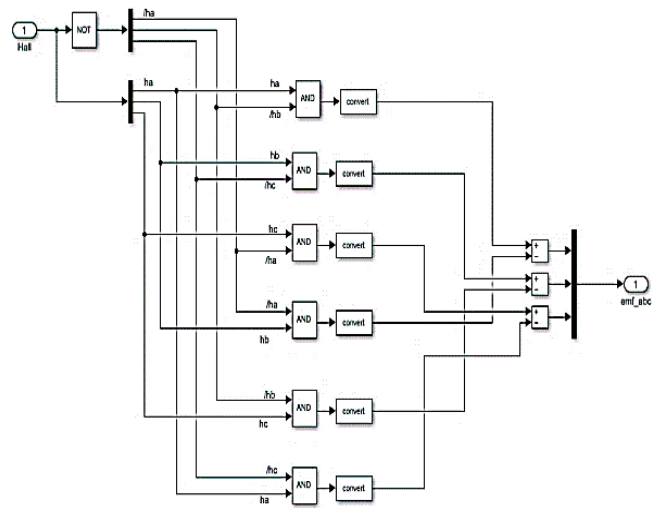 1
Hall
NOT
/ha
ha
ha
/hb
AND
convert
hb
/hc
AND
convert
hc
/ha
AND
convert
+
−
+
−
+
−
1
emf_abc
/ha
hb
AND
convert
/hb
hc
AND
convert
/hc
ha
AND
convert